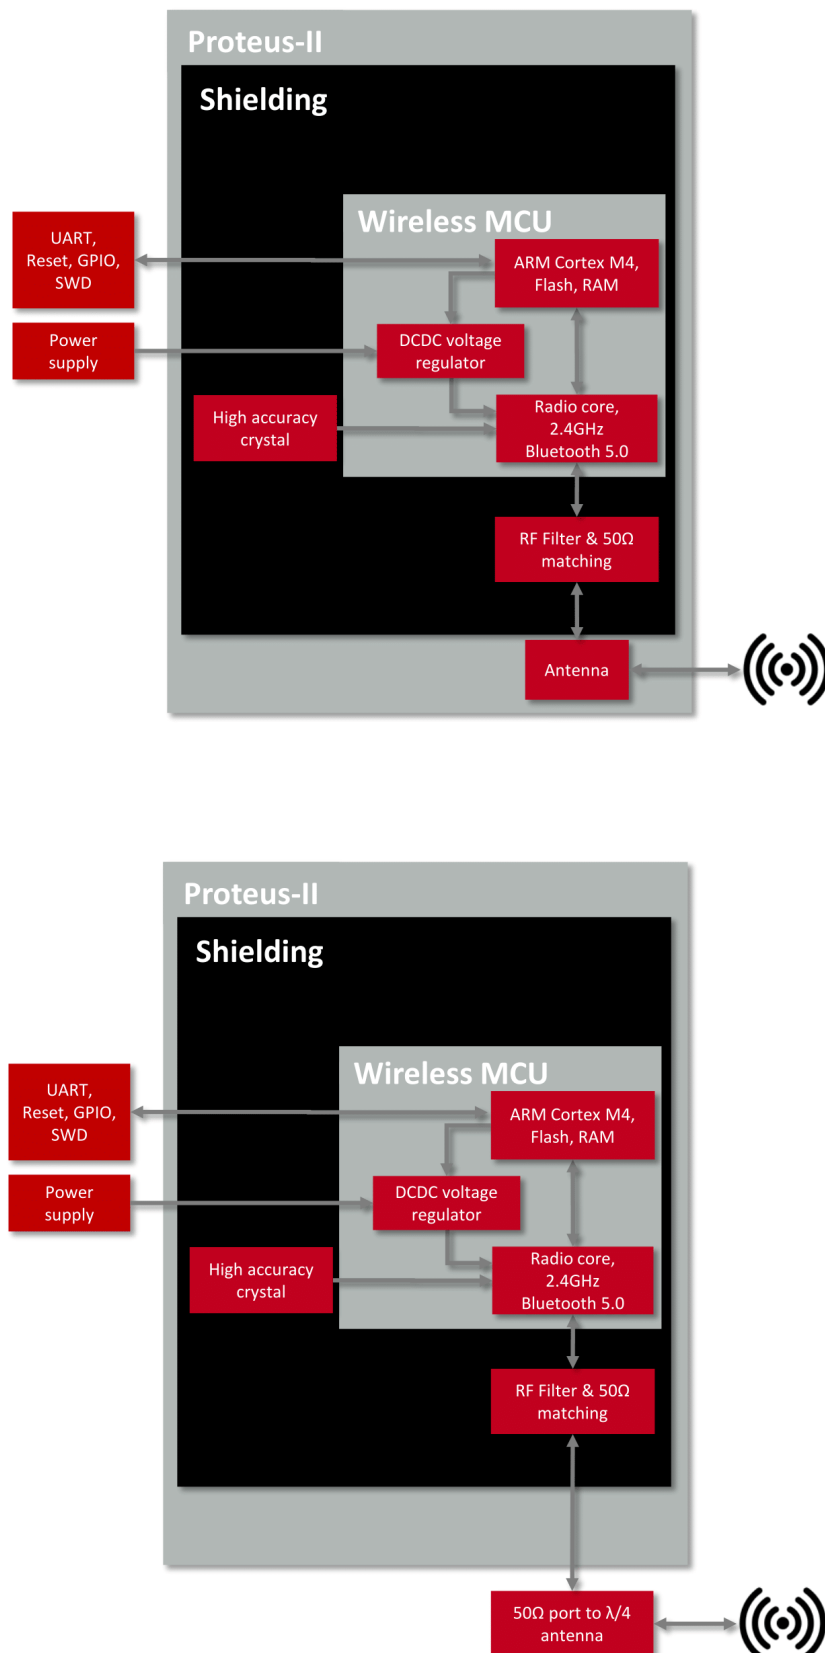 Proteus-II
Shielding
Wireless MCU
UART,
Reset, GPIO,
SWD
ARM Cortex M4,
Flash, RAM
Power
supply
DCDC voltage
regulator
High accuracy
crystal
Radio core,
2.4GHz
Bluetooth 5.0
RF Filter & 50Ω
matching
Antenna
Proteus-II
Shielding
Wireless MCU
UART,
Reset, GPIO,
SWD
ARM Cortex M4,
Flash, RAM
Power
supply
DCDC voltage
regulator
High accuracy
crystal
Radio core,
2.4GHz
Bluetooth 5.0
RF Filter & 50Ω
matching
50Ω port to λ/4
antenna